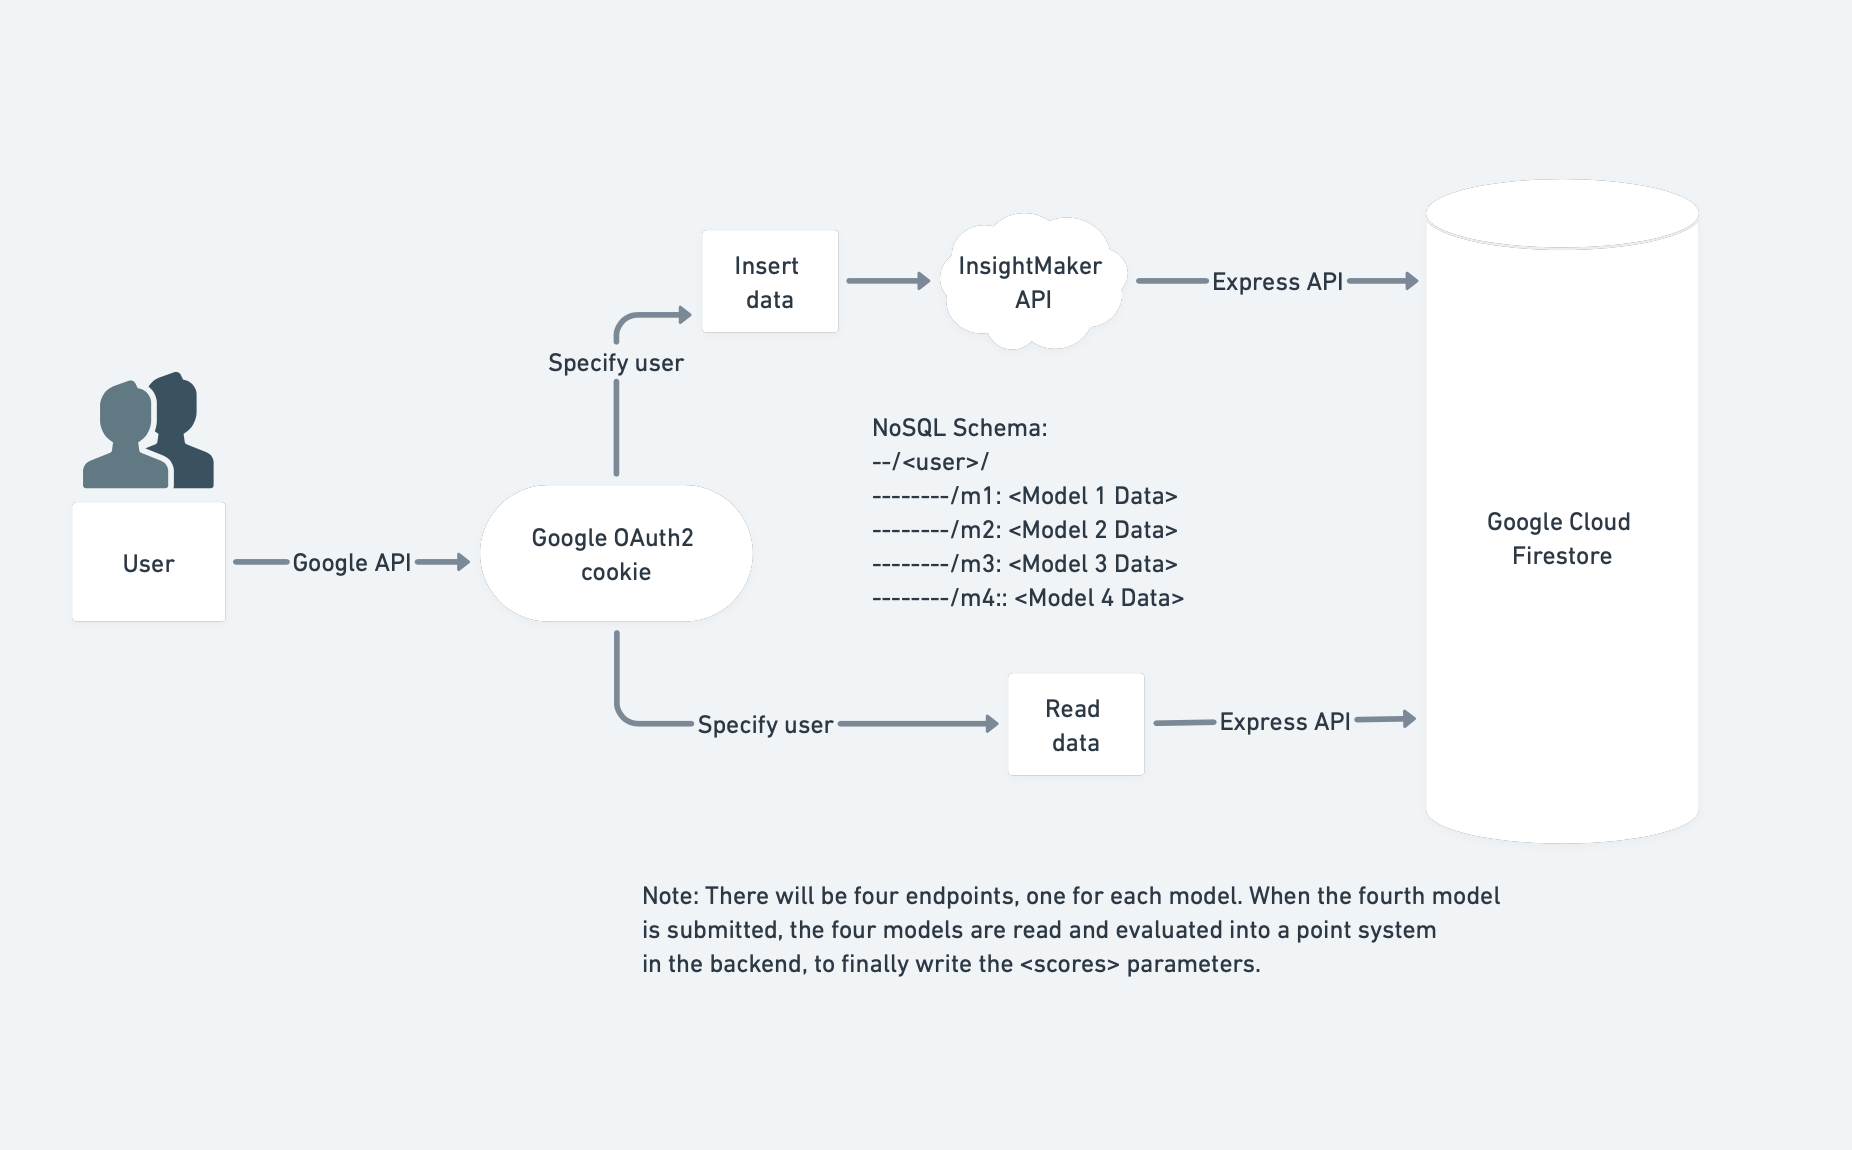 Insert
data
InsightMaker
API
Express API
Specify user
NoSQL Schema:
--/<user>/
--------/m1: <Model 1 Data>
--------/m2: <Model 2 Data>
--------/m3: <Model 3 Data>
--------/m4:: <Model 4 Data>
User
Google API
Google OAuth2
cookie
Google Cloud
Firestore
Specify user
Read
data
Express API
Note: There will be four endpoints, one for each model. When the fourth model
is submitted, the four models are read and evaluated into a point system
in the backend, to finally write the <scores> parameters.